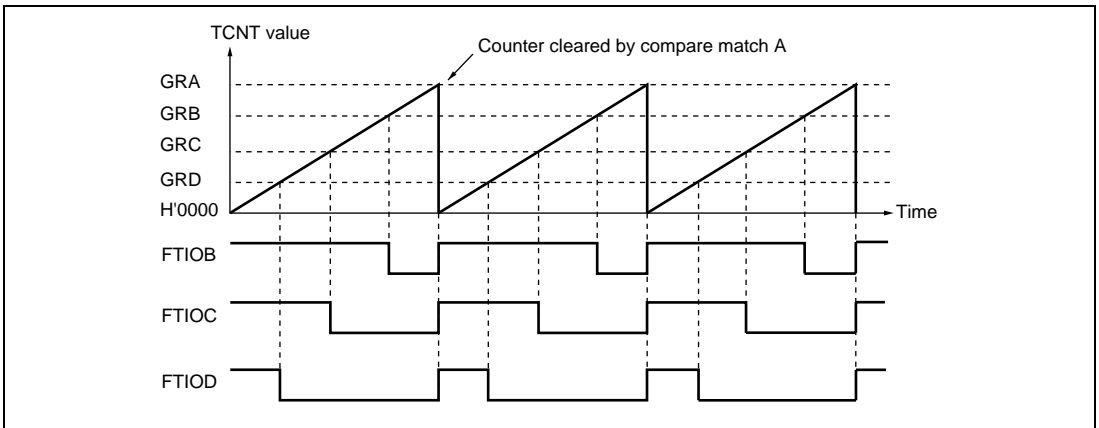 TCNT value
Counter cleared by compare match A
GRA
GRB
GRC
GRD
H'0000
Time
FTIOB
FTIOC
FTIOD